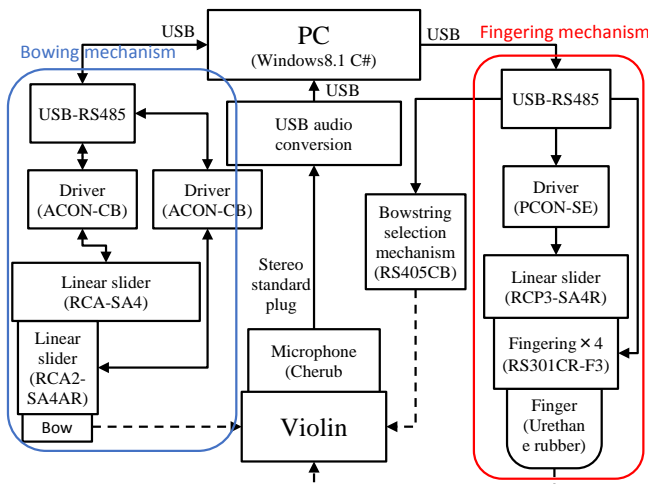 Bowing mechanism
USB
PC
(Windows8.1 C#)
USB
Fingering mechanism
USB
USB-RS485
USB audio
conversion
USB-RS485
Driver
(ACON-CB)
Driver
(ACON-CB)
Bowstring
selection
mechanism
(RS405CB)
Driver
(PCON-SE)
Linear slider
(RCA-SA4)
Stereo
standard
plug
Linear slider
(RCP3-SA4R)
Linear
slider
(RCA2-
SA4AR)
Bow
Microphone
(Cherub
Violin
Fingering×4
(RS301CR-F3)
Finger
(Urethan
e rubber)